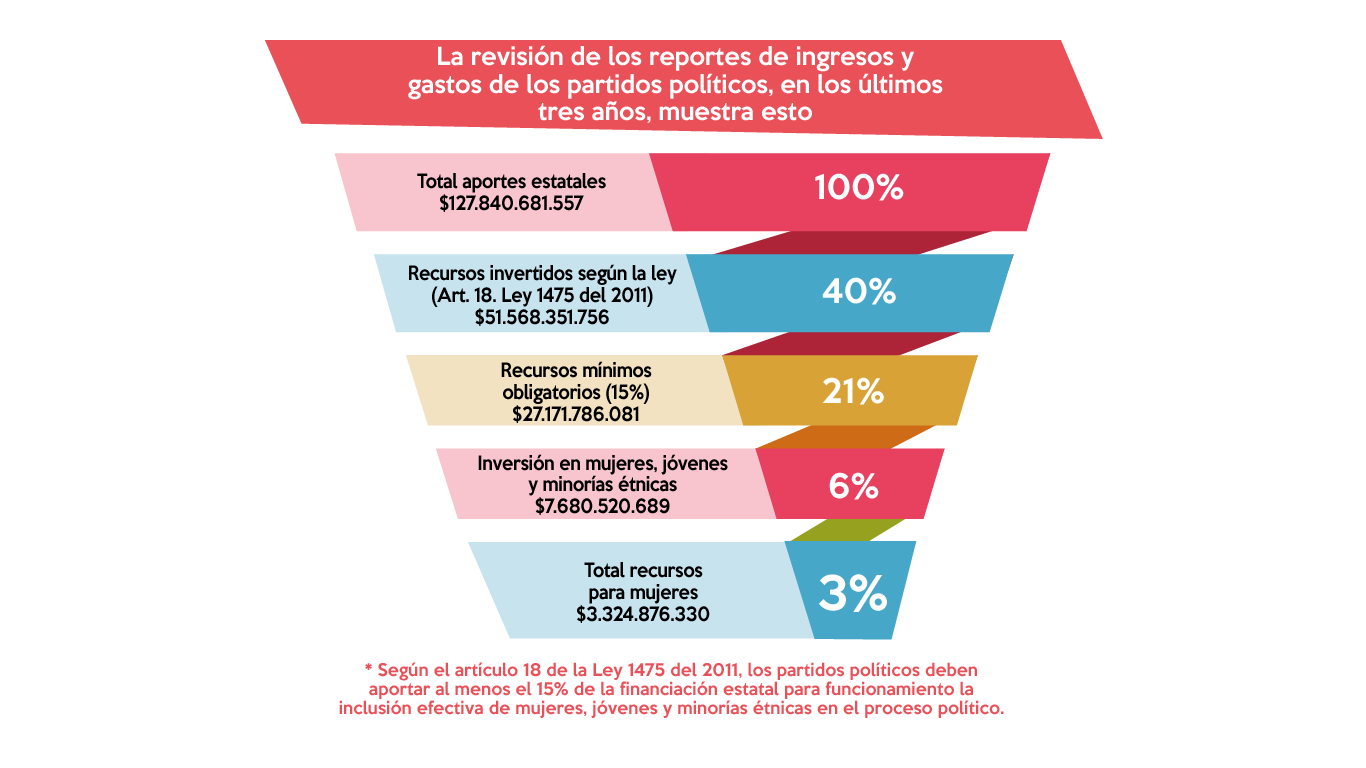 La revisión de los reportes de ingresos y
gastos de los partidos políticos, en los últimos
tres años, muestra esto
Total aportes estatales
$127.840.681.557
100%
Recursos invertidos según la ley
(Art. 18. Ley 1475 del 2011)
$51.568.351.756
40%
Recursos mínimos
obligatorios (15%)
$27.171.786.081
21%
Inversión en mujeres, jóvenes
y minorías étnicas
$7.680.520.689
6%
Total recursos
para mujeres
$3.324.876.330
3%
* Según el artículo 18 de la Ley 1475 del 2011, los partidos políticos deben
aportar al menos el 15% de la financiación estatal para funcionamiento la
inclusión efectiva de mujeres, jóvenes y minorías étnicas en el proceso político.